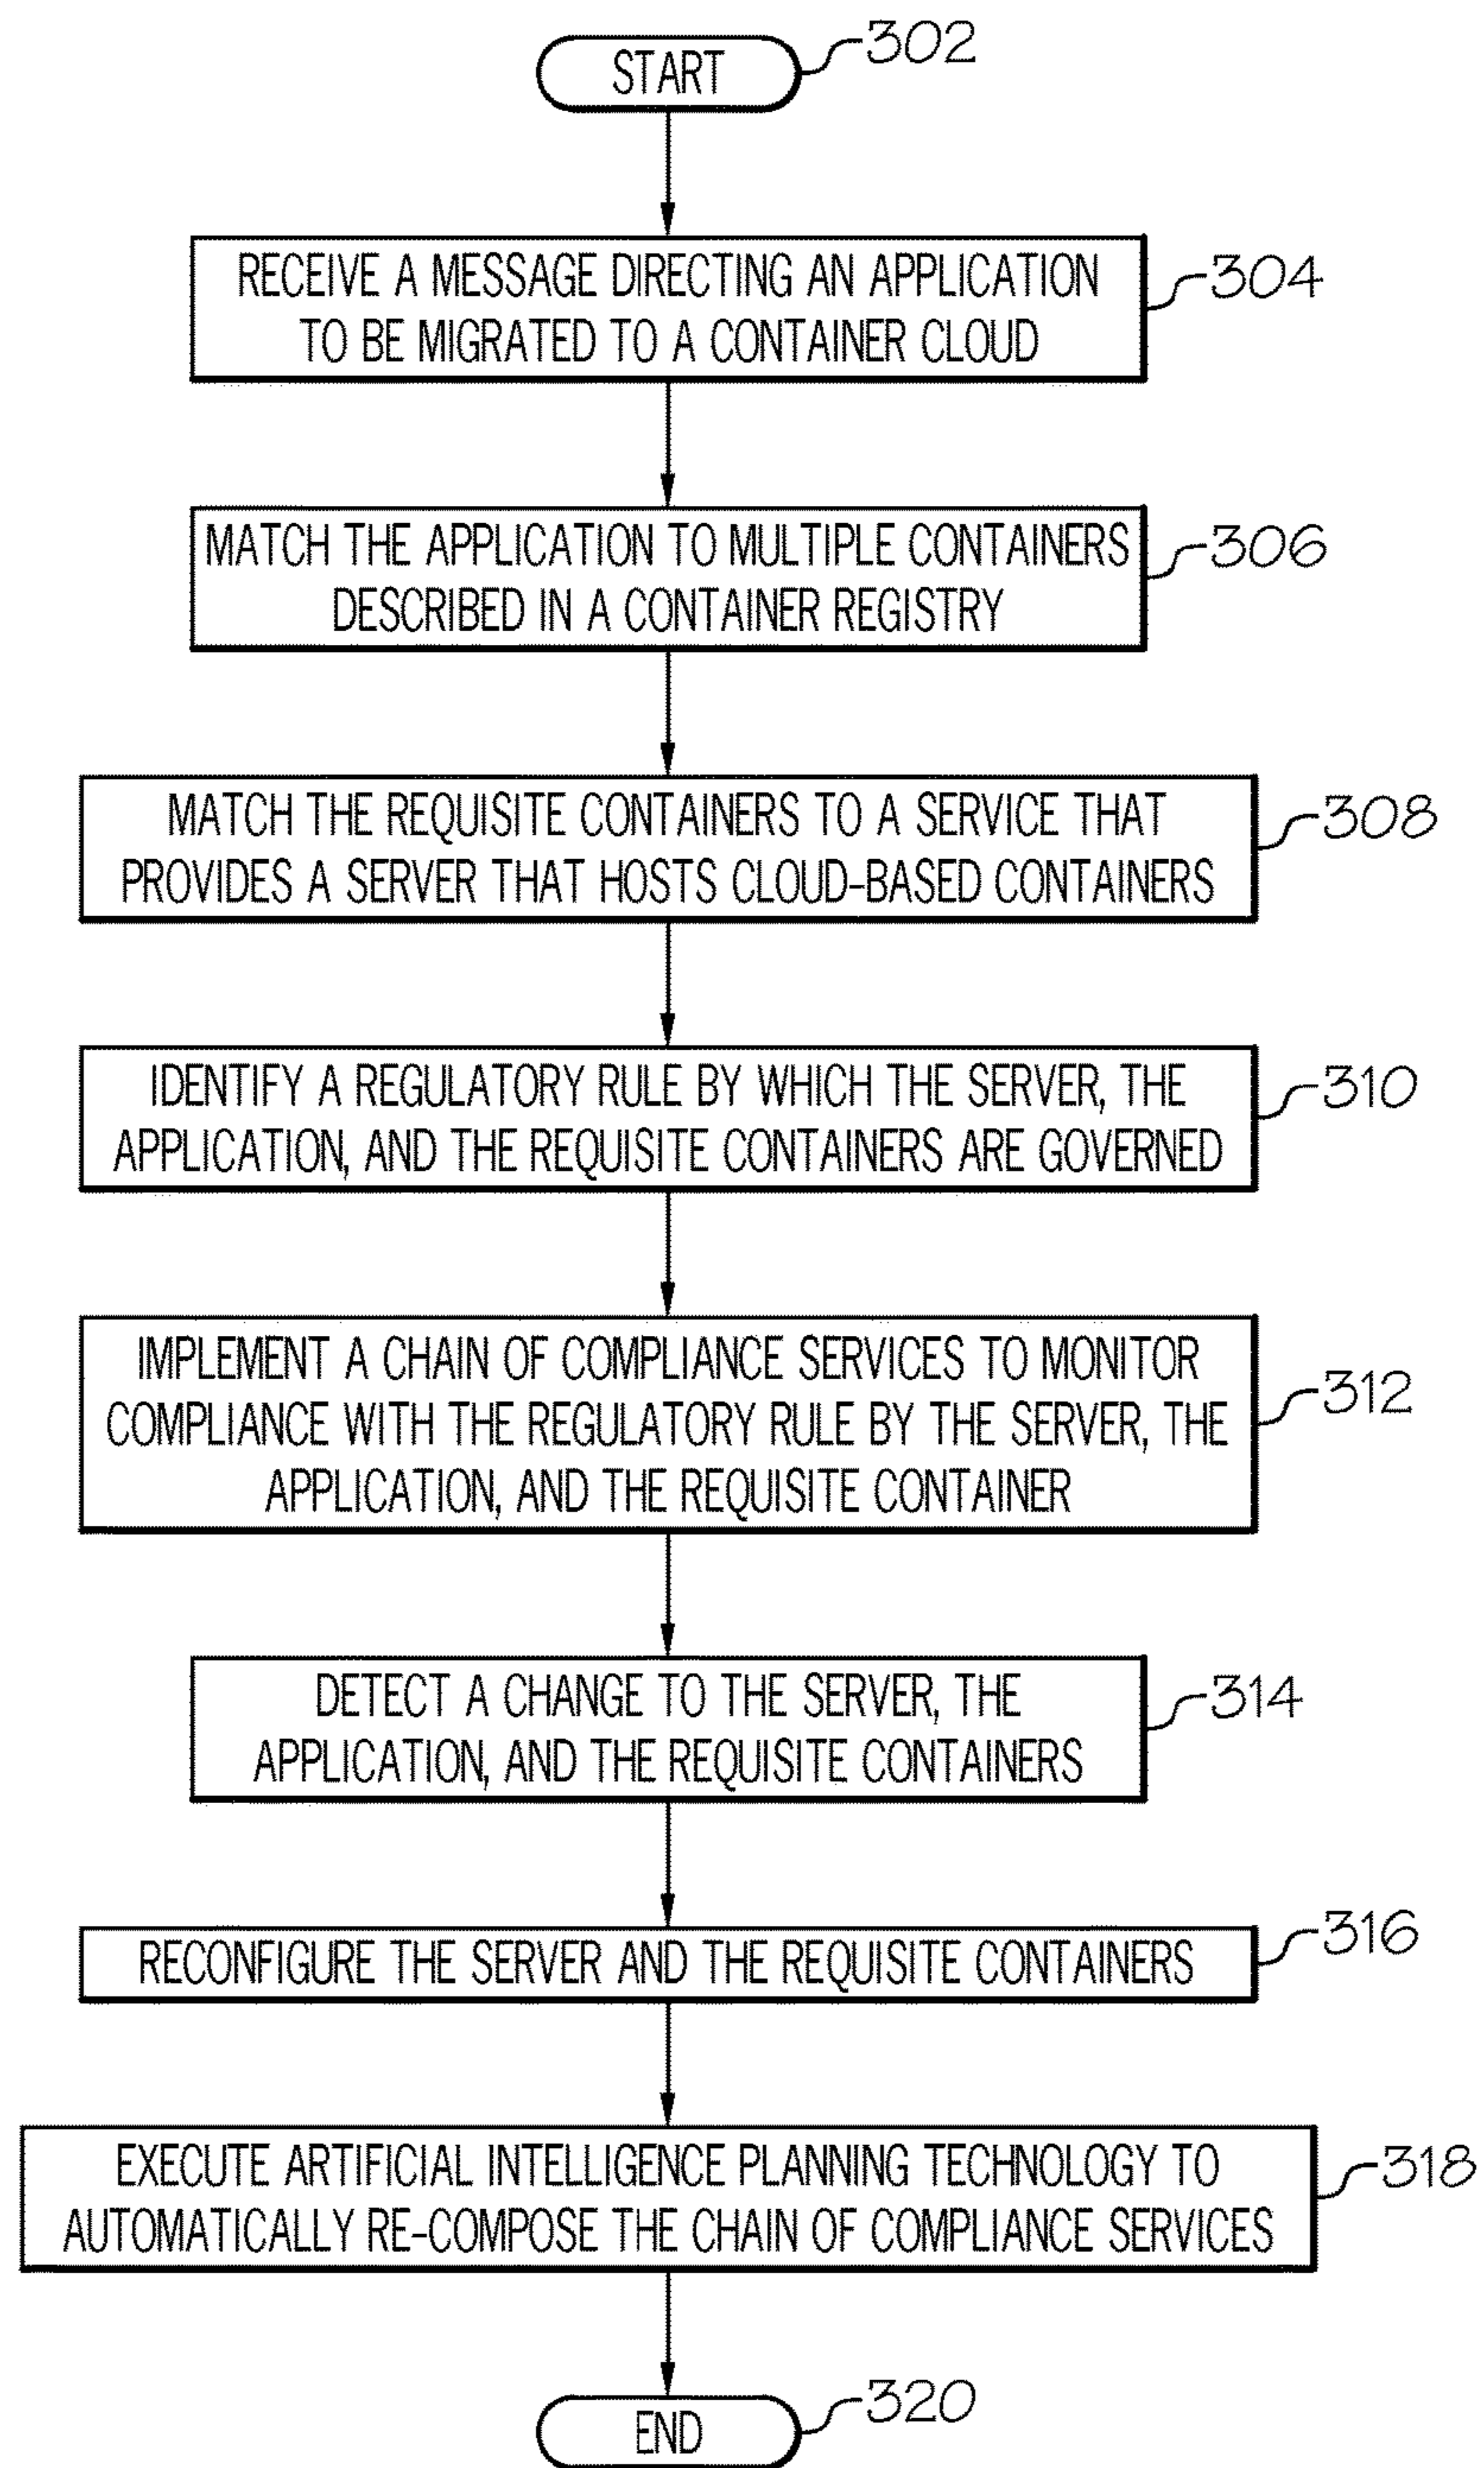 START
302
RECEIVE A MESSAGE DIRECTING AN APPLICATION
TO BE MIGRATED TO A CONTAINER CLOUD
304
MATCH THE APPLICATION TO MULTIPLE CONTAINERS
DESCRIBED IN A CONTAINER REGISTRY
306
MATCH THE REQUISITE CONTAINERS TO A SERVICE THAT
PROVIDES A SERVER THAT HOSTS CLOUD-BASED CONTAINERS
308
IDENTIFY A REGULATORY RULE BY WHICH THE SERVER, THE
APPLICATION, AND THE REQUISITE CONTAINERS ARE GOVERNED
310
IMPLEMENT A CHAIN OF COMPLIANCE SERVICES TO MONITOR
COMPLIANCE WITH THE REGULATORY RULE BY THE SERVER, THE
APPLICATION, AND THE REQUISITE CONTAINER
312
DETECT A CHANGE TO THE SERVER, THE
APPLICATION, AND THE REQUISITE CONTAINERS
314
RECONFIGURE THE SERVER AND THE REQUISITE CONTAINERS
316
EXECUTE ARTIFICIAL INTELLIGENCE PLANNING TECHNOLOGY TO
AUTOMATICALLY RE-COMPOSE THE CHAIN OF COMPLIANCE SERVICES
318
END
320